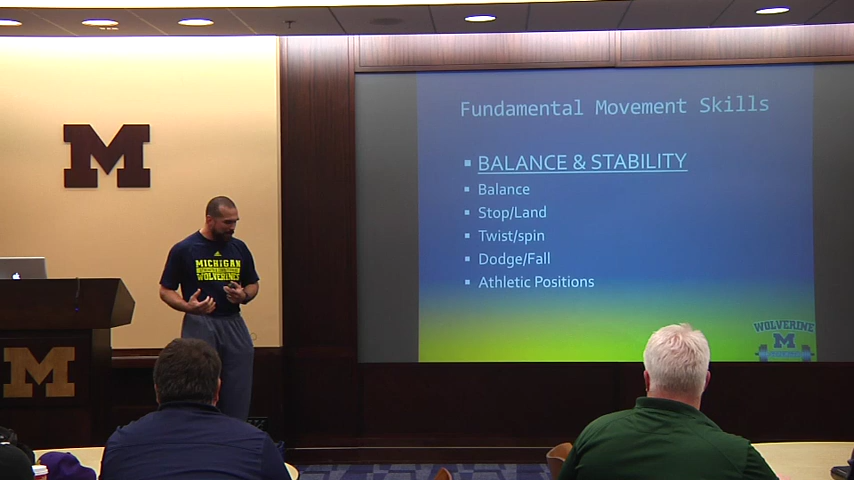 M
Fundamental Movement Skills
BALANCE & STABILITY
Balance
Stop/Land
Twist/spin
Dodge/Fall
Athletic Positions
MICHIGAN
WOLVERINES
M
WOLVERINE
M